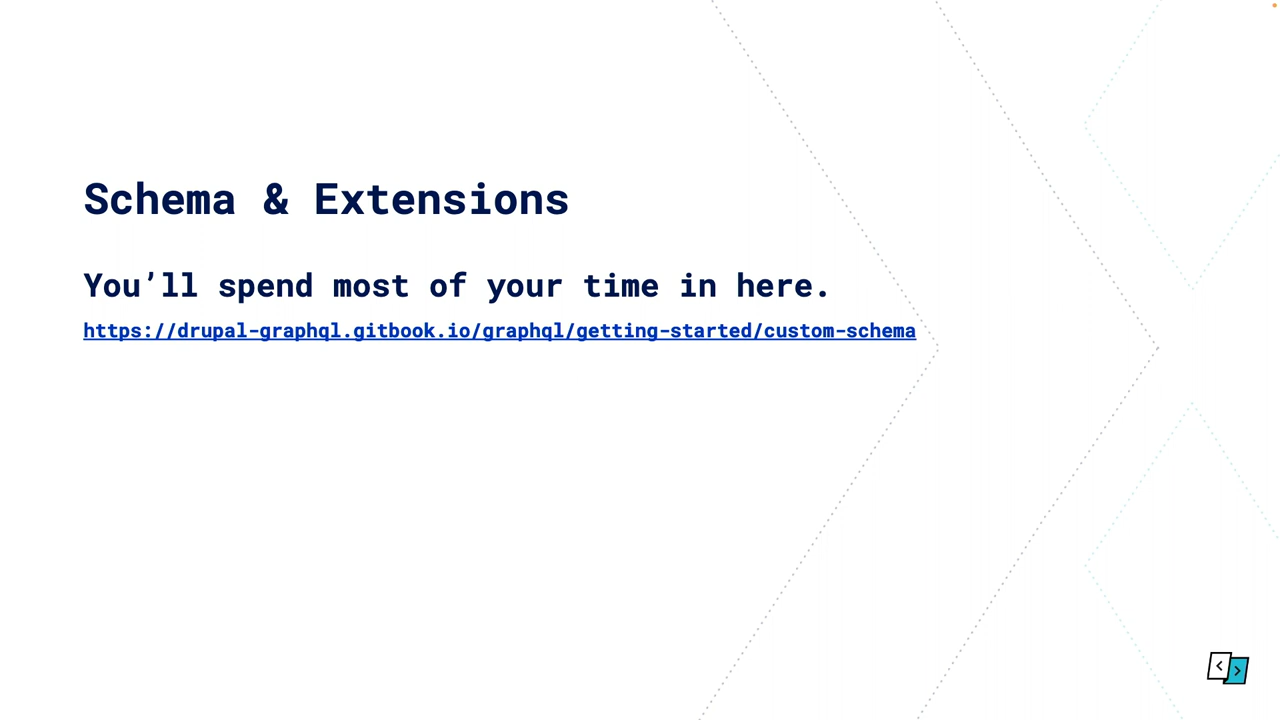 Schema & Extensions
You’ll spend most of your time in here.
https://drupal-graphql.gitbook.io/graphql/getting-started/custom-schema